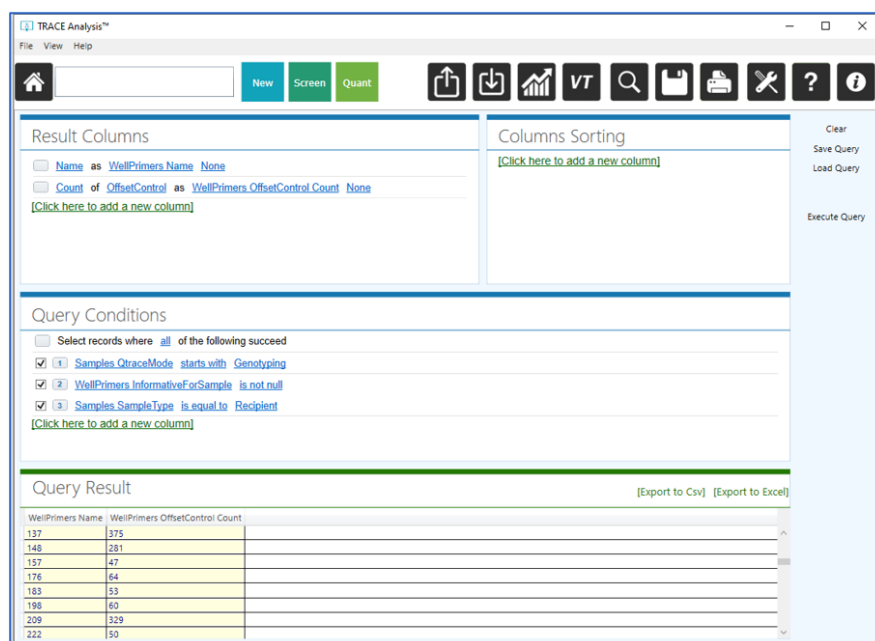 TRACE Analysis™
File View Help
New Screen Quant VT ? i
Result Columns
Name as WellPrimers Name None
Count of OffsetControl as WellPrimers OffsetControl Count None
[Click here to add a new column]
Columns Sorting
[Click here to add a new column]
Clear
Save Query
Load Query
Execute Query
Query Conditions
Select records where all of the following succeed
1 Samples QtraceMode starts with Genotyping
2 WellPrimers InformativeForSample is not null
3 Samples SampleType is equal to Recipient
[Click here to add a new column]
Query Result
[Export to Csv] [Export to Excel]
WellPrimers Name WellPrimers OffsetControl Count
137 375
148 281
157 47
176 64
183 53
198 60
209 329
222 50